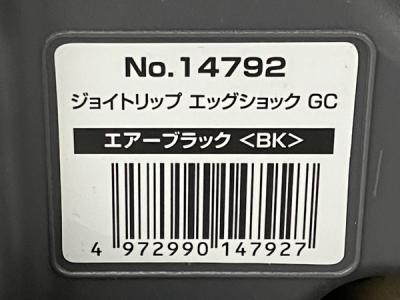 No.14792
ジョイトリップ エッグショック GC
エアーブラック <BK>
4 972990 147927